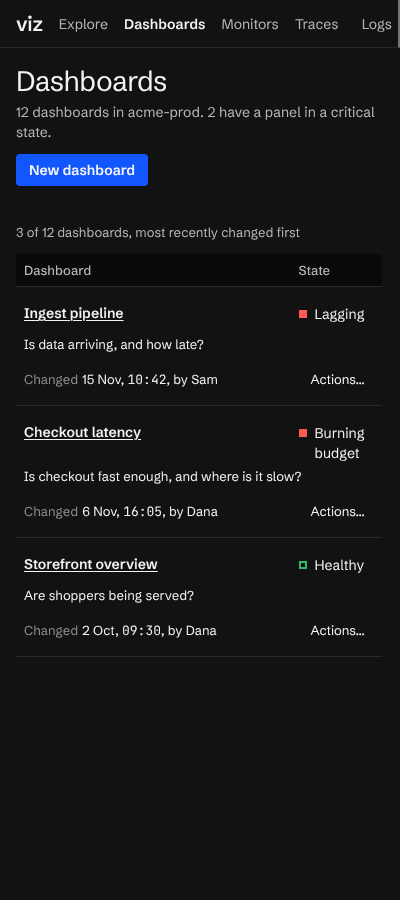 viz Explore Dashboards Monitors Traces Logs
Dashboards
12 dashboards in acme-prod. 2 have a panel in a critical
state.
New dashboard
3 of 12 dashboards, most recently changed first
Dashboard State
Ingest pipeline Lagging
Is data arriving, and how late?
Changed 15 Nov, 10:42, by Sam Actions…
Checkout latency Burning
budget
Is checkout fast enough, and where is it slow?
Changed 6 Nov, 16:05, by Dana Actions…
Storefront overview Healthy
Are shoppers being served?
Changed 2 Oct, 09:30, by Dana Actions…